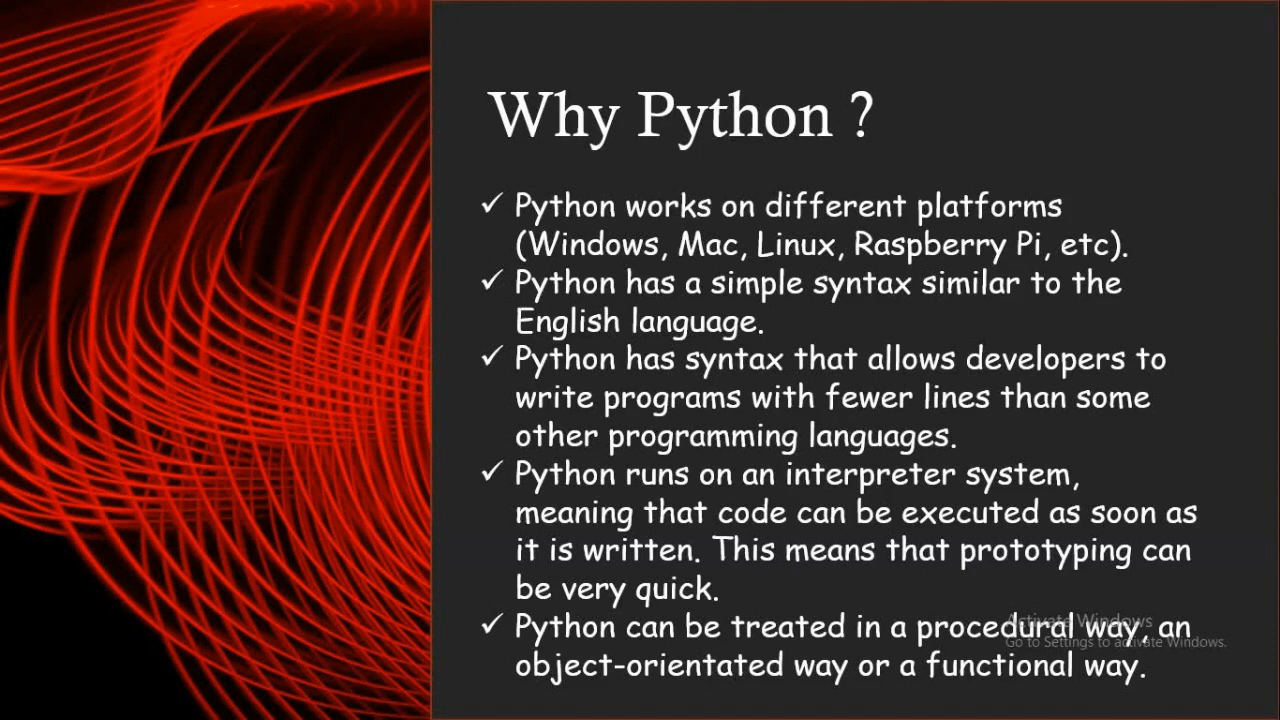 Why Python ?
✓ Python works on different platforms
(Windows, Mac, Linux, Raspberry Pi, etc).
✓ Python has a simple syntax similar to the
English language.
✓ Python has syntax that allows developers to
write programs with fewer lines than some
other programming languages.
✓ Python runs on an interpreter system,
meaning that code can be executed as soon as
it is written. This means that prototyping can
be very quick.
✓ Python can be treated in a procedural way, an
object-orientated way or a functional way.
Activate Windows
Go to Settings to activate Windows.